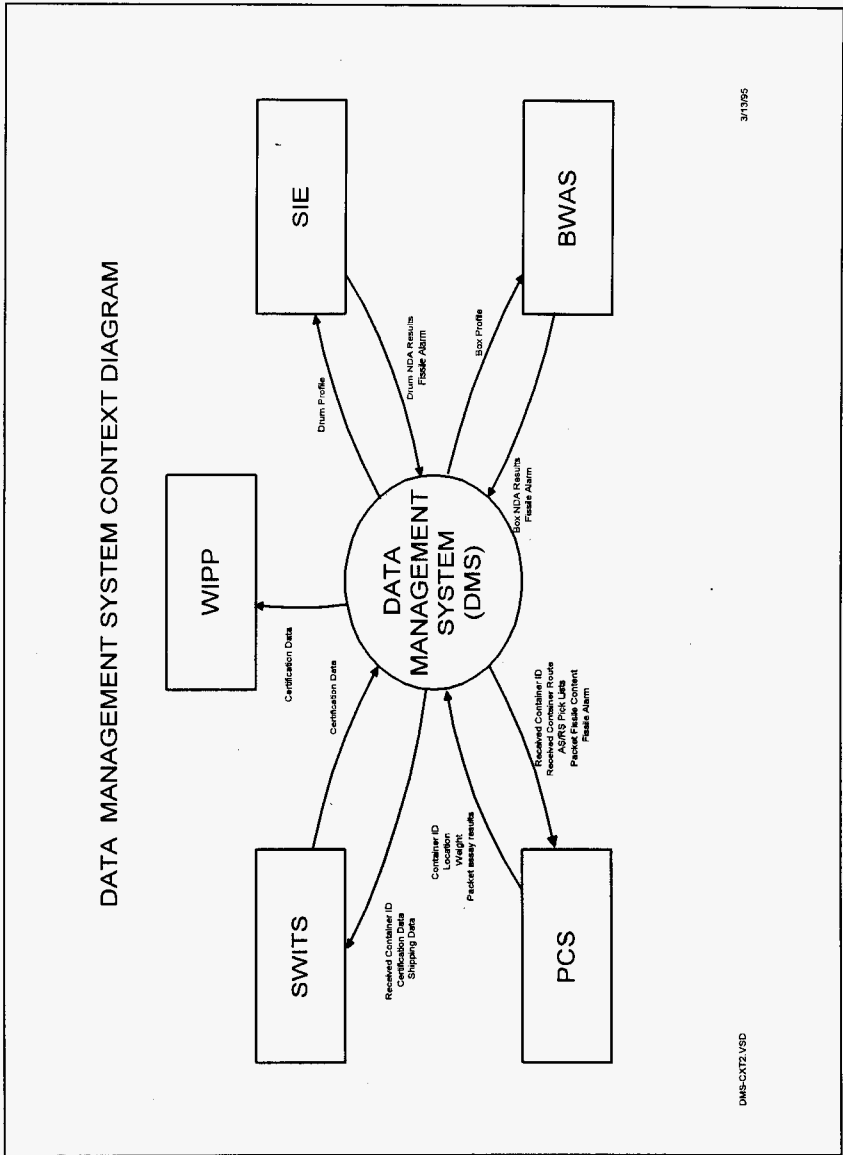 DATA MANAGEMENT SYSTEM CONTEXT DIAGRAM
WIPP
SWITS
SIE
Certification Data
Certification Data
Drum Profile
Received Container ID
Certification Data
Shipping Data
Drum NDA Results
Fissile Alarm
DATA
MANAGEMENT
SYSTEM
(DMS)
Container ID
Location
Weight
Packet assay results
Box Profile
Received Container ID
Received Container Route
AS/RS Pick Lists
Packet Fissile Content
Fissile Alarm
Box NDA Results
Fissile Alarm
PCS
BWAS
DMS-CXT2.VSD
3/13/95